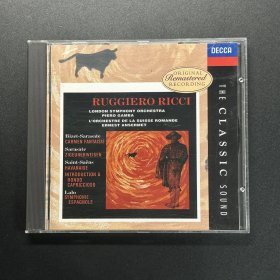 DECCA
ORIGINAL
Remastered
RECORDING
RUGGIERO RICCI
LONDON SYMPHONY ORCHESTRA
PIERO GAMBA
L'ORCHESTRE DE LA SUISSE ROMANDE
ERNEST ANSERMET
Bizet-Sarasate
CARMEN FANTASIE
Sarasate
ZIGEUNERWEISEN
Saint-Saëns
HAVANAISE
INTRODUCTION &
RONDO
CAPRICCIOSO
Lalo
SYMPHONIE
ESPAGNOLE
THE CLASSIC SOUND